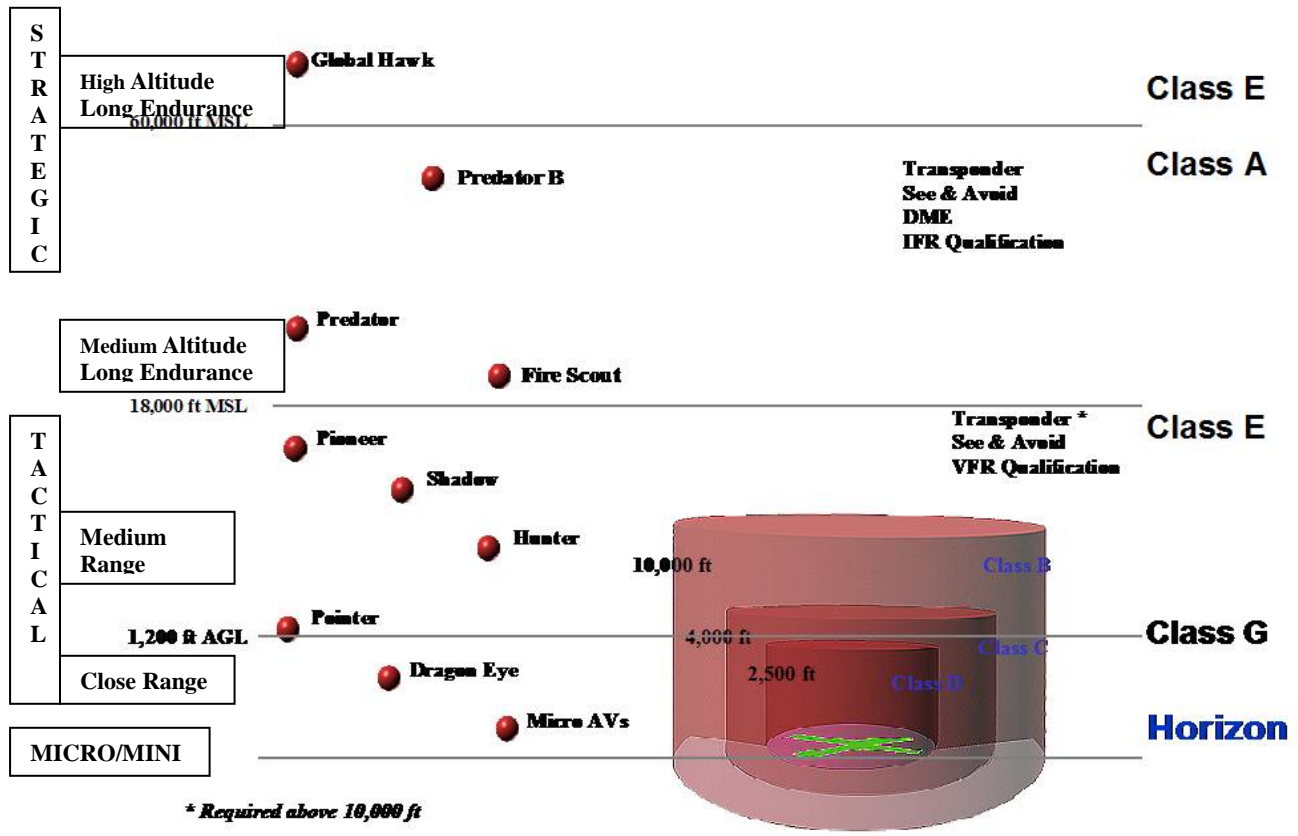 STRATEGIC
High Altitude
Long Endurance
60,000 ft MSL
Global Hawk
Class E
Predator B
Transponder
See & Avoid
DME
IFR Qualification
Class A
Predator
Medium Altitude
Long Endurance
Fire Scout
18,000 ft MSL
TACTICAL
Pioneer
Transponder *
See & Avoid
VFR Qualification
Class E
Shadow
Medium
Range
Hunter
10,000 ft
Class B
Pointer
1,200 ft AGL
4,000 ft
Class C
Class G
Close Range
Dragon Eye
2,500 ft
Class D
Micro AVs
Horizon
MICRO/MINI
* Required above 10,000 ft